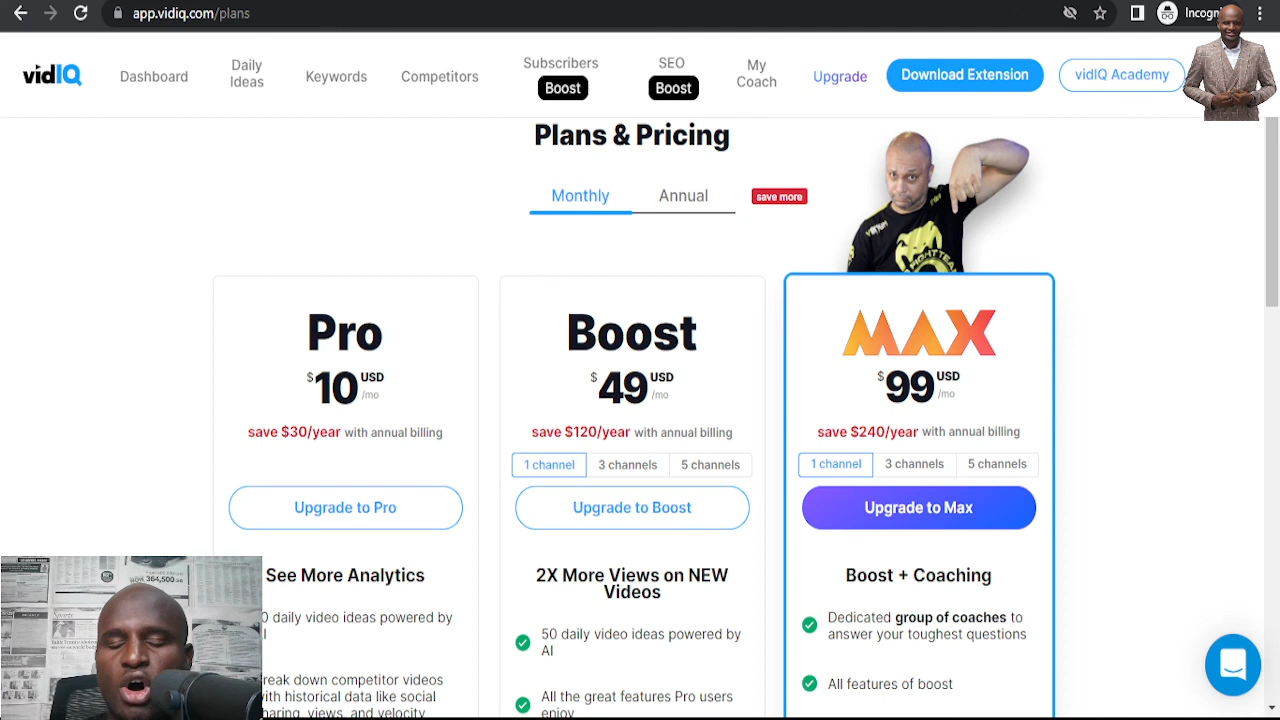 app.vidiq.com/plans
vidIQ
Dashboard
Daily
Ideas
Keywords
Competitors
Subscribers
Boost
SEO
Boost
My
Coach
Upgrade
Download Extension
vidIQ Academy
Plans & Pricing
Monthly
Annual
save more
Pro
$10 USD
/mo
save $30/year with annual billing
Upgrade to Pro
See More Analytics
daily video ideas powered by
competitor videos
with historical data like social
views, and velocity
Boost
$49 USD
/mo
save $120/year with annual billing
1 channel 3 channels 5 channels
Upgrade to Boost
2X More Views on NEW
Videos
50 daily video ideas powered by
AI
All the great features Pro users
enjoy
MAX
$99 USD
/mo
save $240/year with annual billing
1 channel 3 channels 5 channels
Upgrade to Max
Boost + Coaching
Dedicated group of coaches to
answer your toughest questions
All features of boost